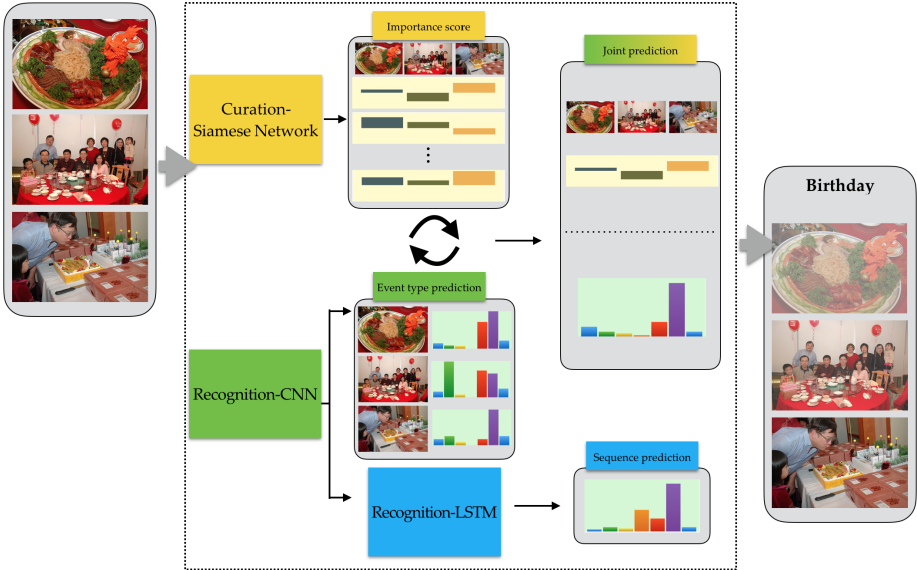 Importance score
Joint prediction
Curation-
Siamese Network
Birthday
Event type prediction
Recognition-CNN
Sequence prediction
Recognition-LSTM